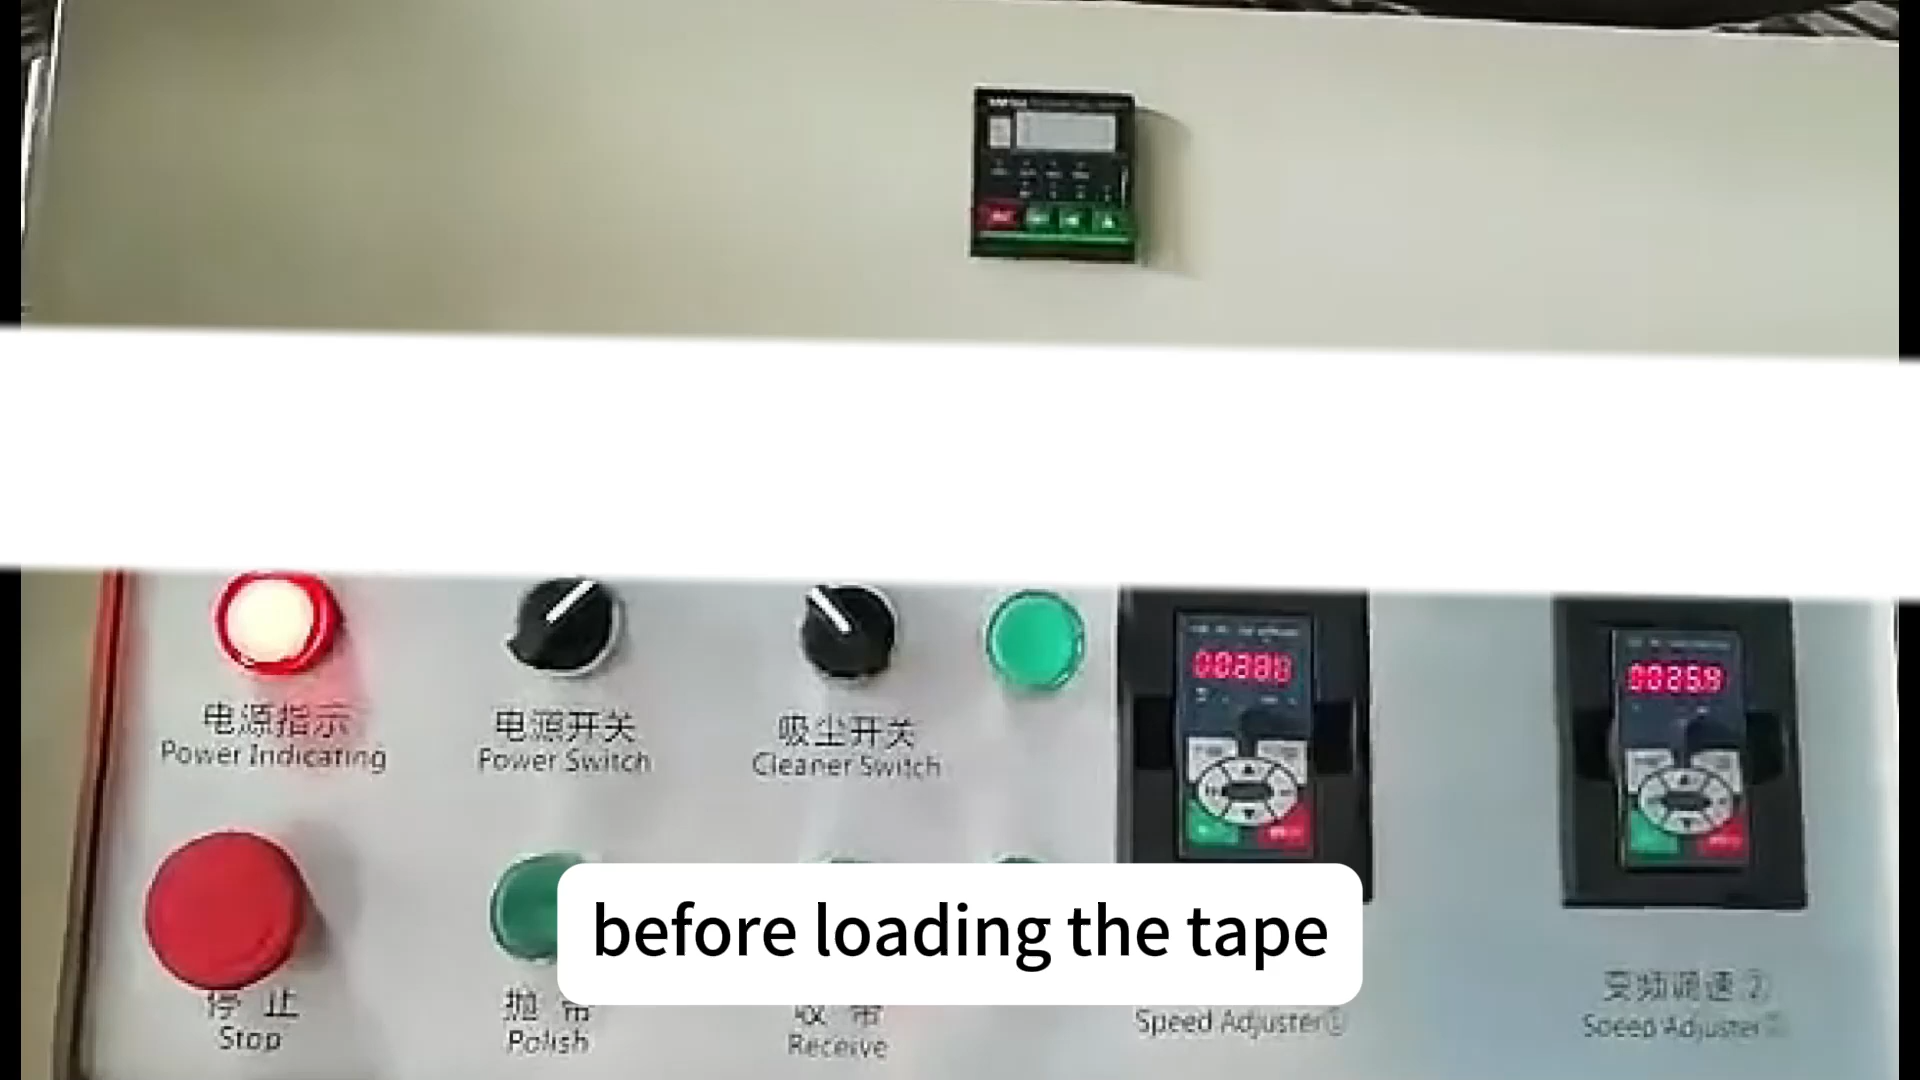 电源指示
Power Indicating
电源开关
Power Switch
吸尘开关
Cleaner Switch
停止
Stop
抛带
Polish
收带
Receive
Speed Adjuster①
变频调速②
Speed Adjuster②
before loading the tape